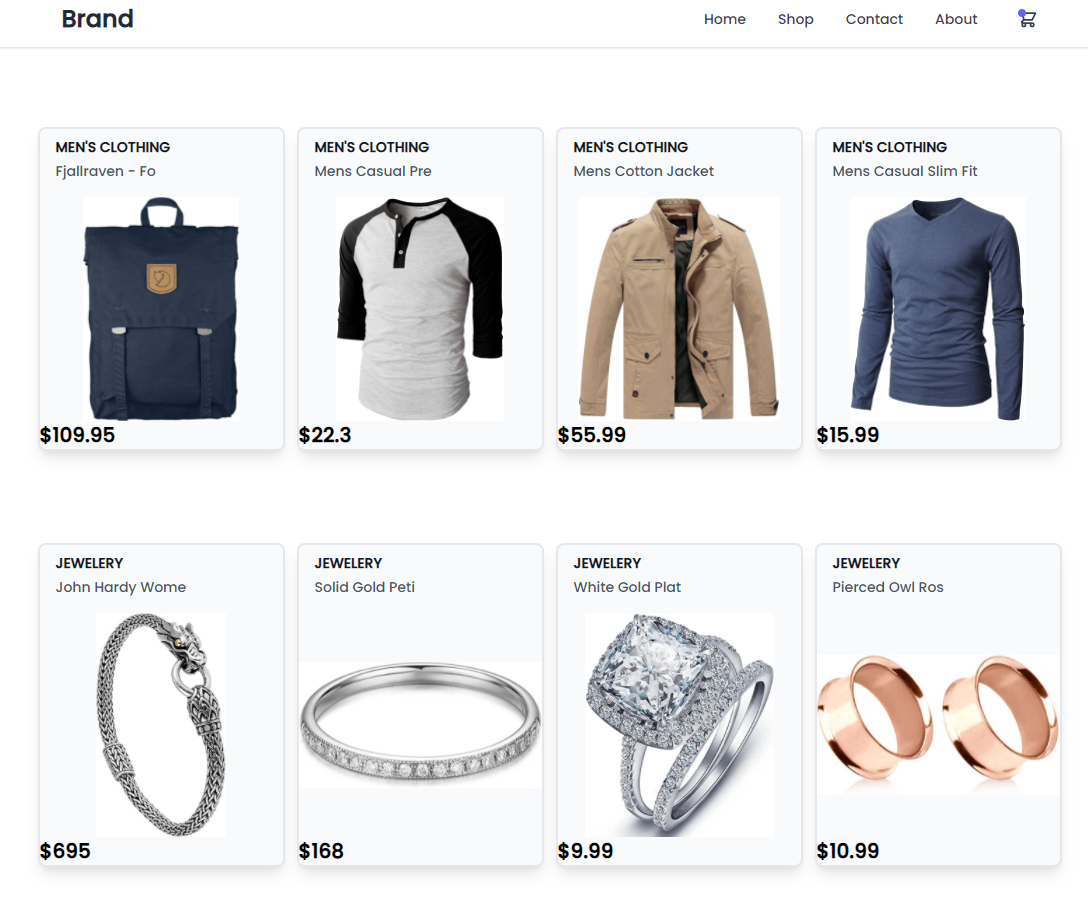 Brand
Home Shop Contact About
MEN'S CLOTHING
Fjallraven - Fo
$109.95
MEN'S CLOTHING
Mens Casual Pre
$22.3
MEN'S CLOTHING
Mens Cotton Jacket
$55.99
MEN'S CLOTHING
Mens Casual Slim Fit
$15.99
JEWELERY
John Hardy Wome
$695
JEWELERY
Solid Gold Peti
$168
JEWELERY
White Gold Plat
$9.99
JEWELERY
Pierced Owl Ros
$10.99